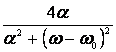 4α
α² + (ω − ω₀)²